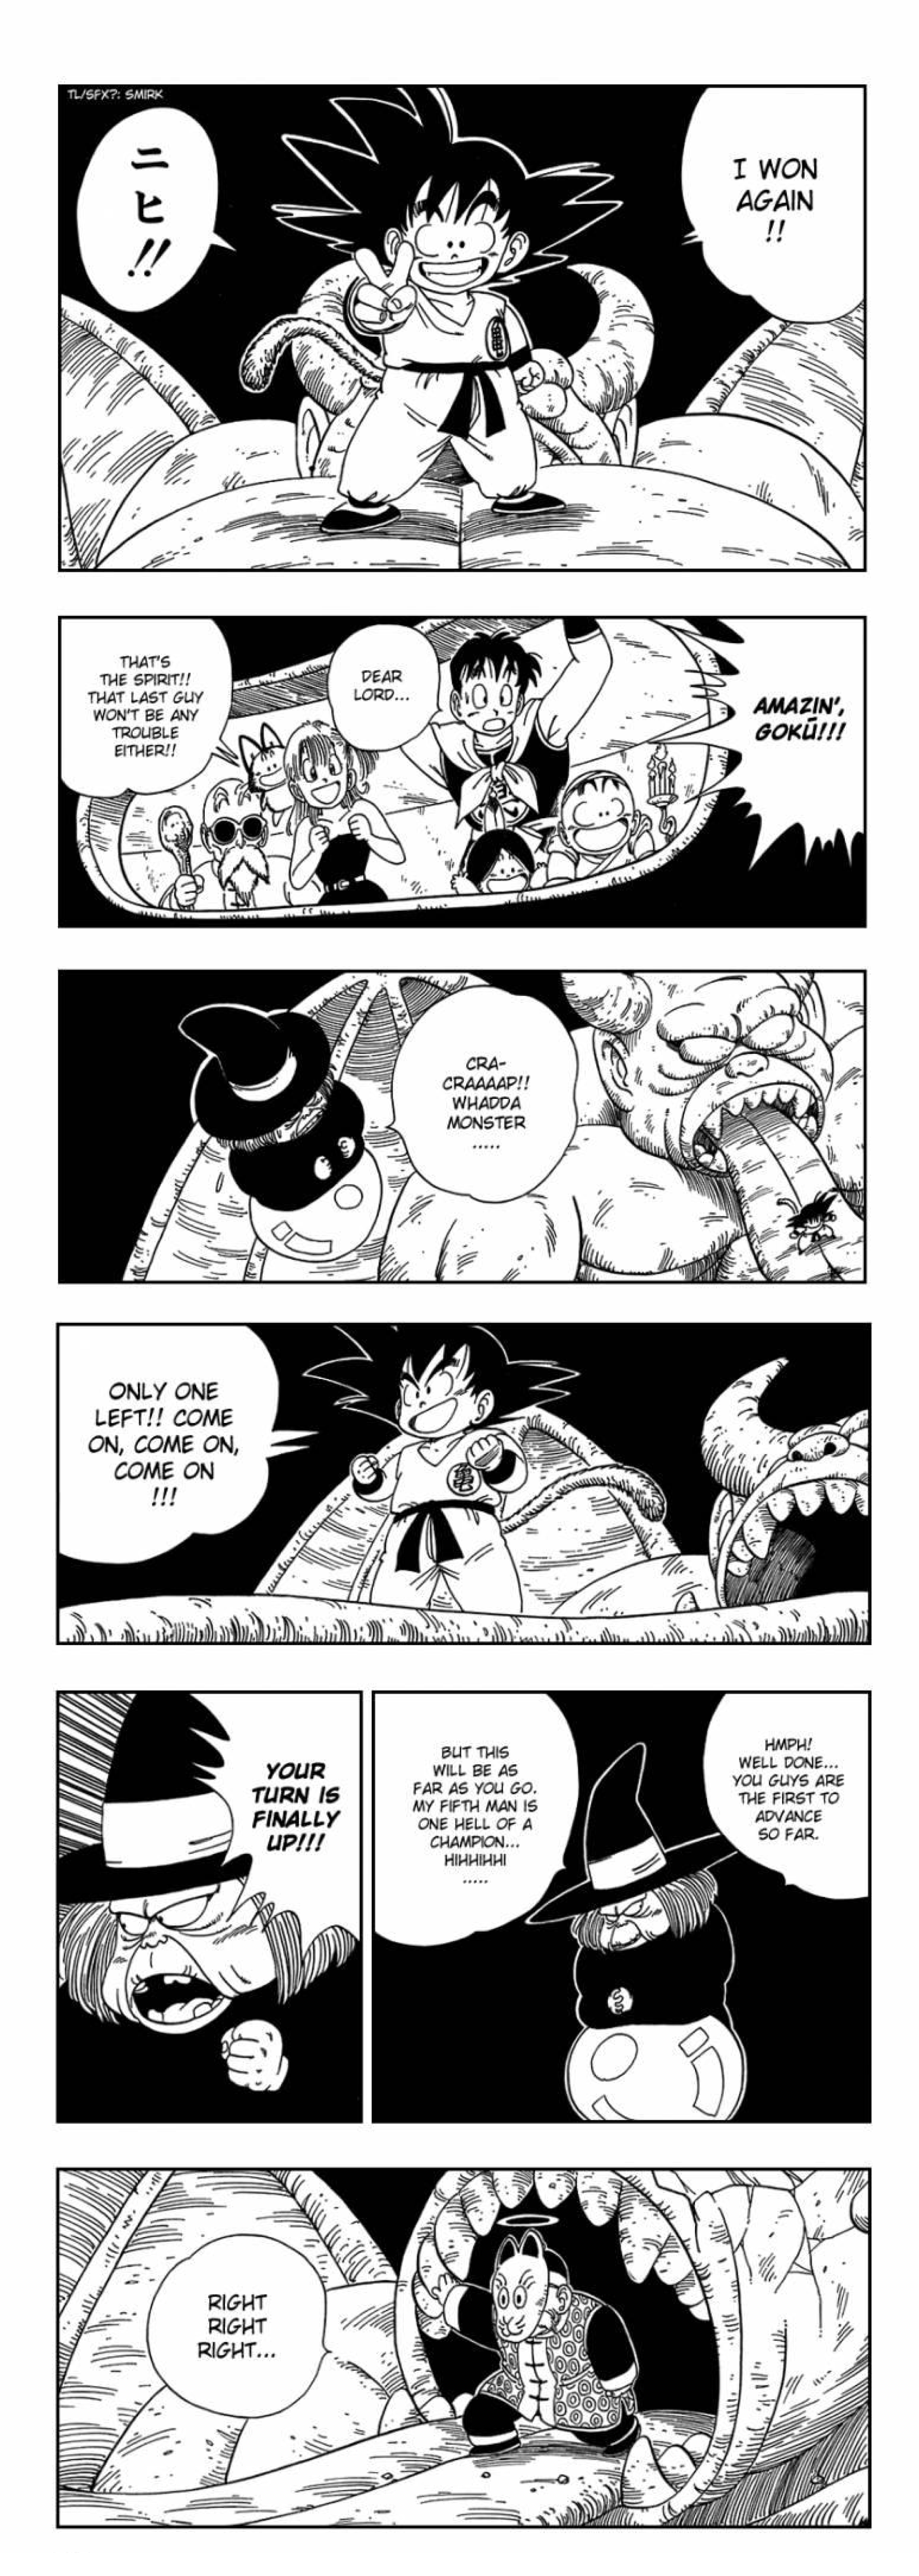 TL/SFX?: SMIRK
I WON
AGAIN
!!
ニ
ヒ
!!
AMAZIN',
GOKŪ!!!
DEAR
LORD...
THAT'S
THE SPIRIT!!
THAT LAST GUY
WON'T BE ANY
TROUBLE
EITHER!!
CRA-
CRAAAAP!!
WHADDA
MONSTER
.....
ONLY ONE
LEFT!! COME
ON, COME ON,
COME ON
!!!
亀
HMPH!
WELL DONE...
YOU GUYS ARE
THE FIRST TO
ADVANCE
SO FAR.
BUT THIS
WILL BE AS
FAR AS YOU GO.
MY FIFTH MAN IS
ONE HELL OF A
CHAMPION...
HIHHIHHI
.....
YOUR
TURN IS
FINALLY
UP!!!
RIGHT
RIGHT
RIGHT...